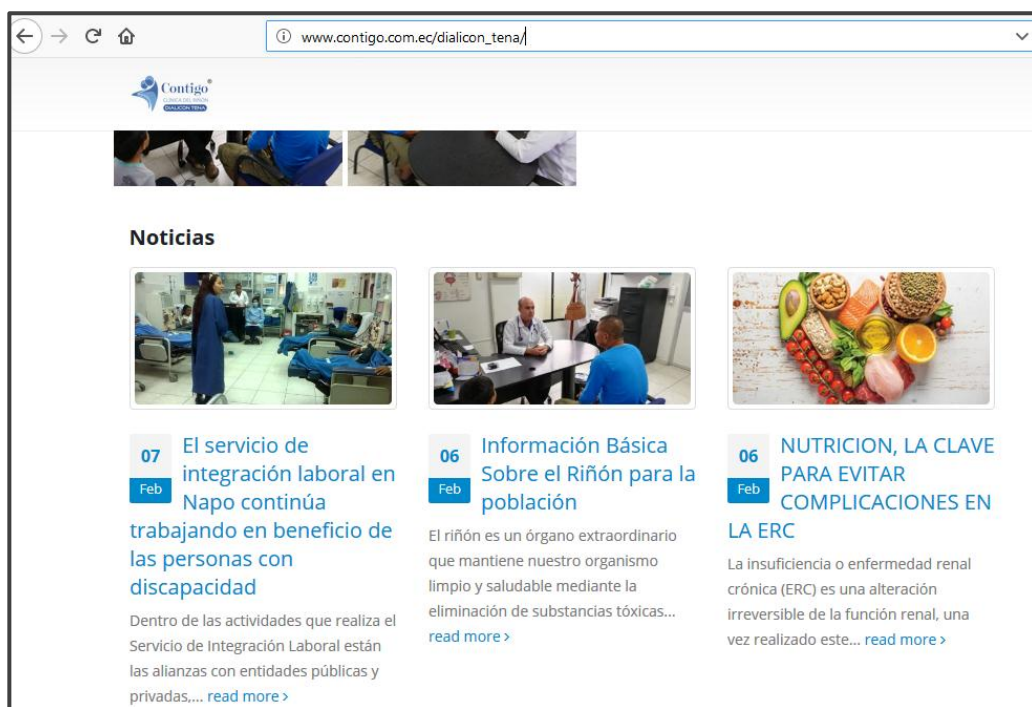 www.contigo.com.ec/dialicon_tena/
Contigo®
CLÍNICA DEL RIÑÓN
DIALICON TENA
Noticias
07
Feb
El servicio de
integración laboral en
Napo continúa
trabajando en beneficio de
las personas con
discapacidad
Dentro de las actividades que realiza el
Servicio de Integración Laboral están
las alianzas con entidades públicas y
privadas,... read more >
06
Feb
Información Básica
Sobre el Riñón para la
población
El riñón es un órgano extraordinario
que mantiene nuestro organismo
limpio y saludable mediante la
eliminación de substancias tóxicas...
read more >
06
Feb
NUTRICION, LA CLAVE
PARA EVITAR
COMPLICACIONES EN
LA ERC
La insuficiencia o enfermedad renal
crónica (ERC) es una alteración
irreversible de la función renal, una
vez realizado este... read more >